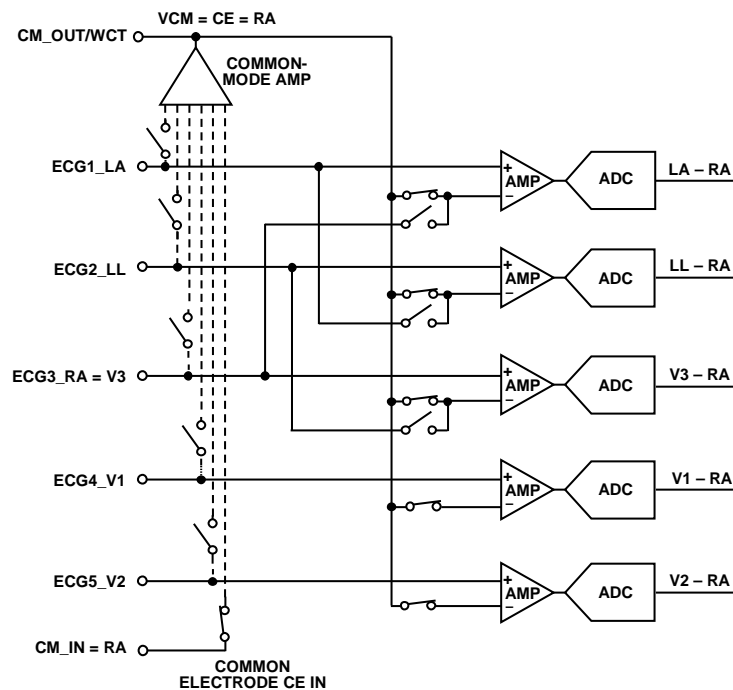 VCM = CE = RA
CM_OUT/WCT
COMMON-
MODE AMP
ECG1_LA
+
AMP
–
ADC
LA – RA
ECG2_LL
+
AMP
–
ADC
LL – RA
ECG3_RA = V3
+
AMP
–
ADC
V3 – RA
ECG4_V1
+
AMP
–
ADC
V1 – RA
ECG5_V2
+
AMP
–
ADC
V2 – RA
CM_IN = RA
COMMON
ELECTRODE CE IN